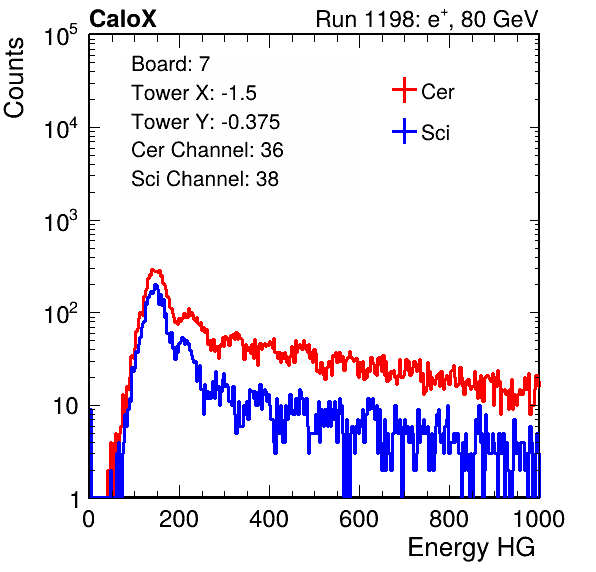 CaloX Run 1198: e⁺, 80 GeV
Counts
Board: 7
Tower X: -1.5
Tower Y: -0.375
Cer Channel: 36
Sci Channel: 38
Cer
Sci
10⁵
10⁴
10³
10²
10
1
0 200 400 600 800 1000
Energy HG